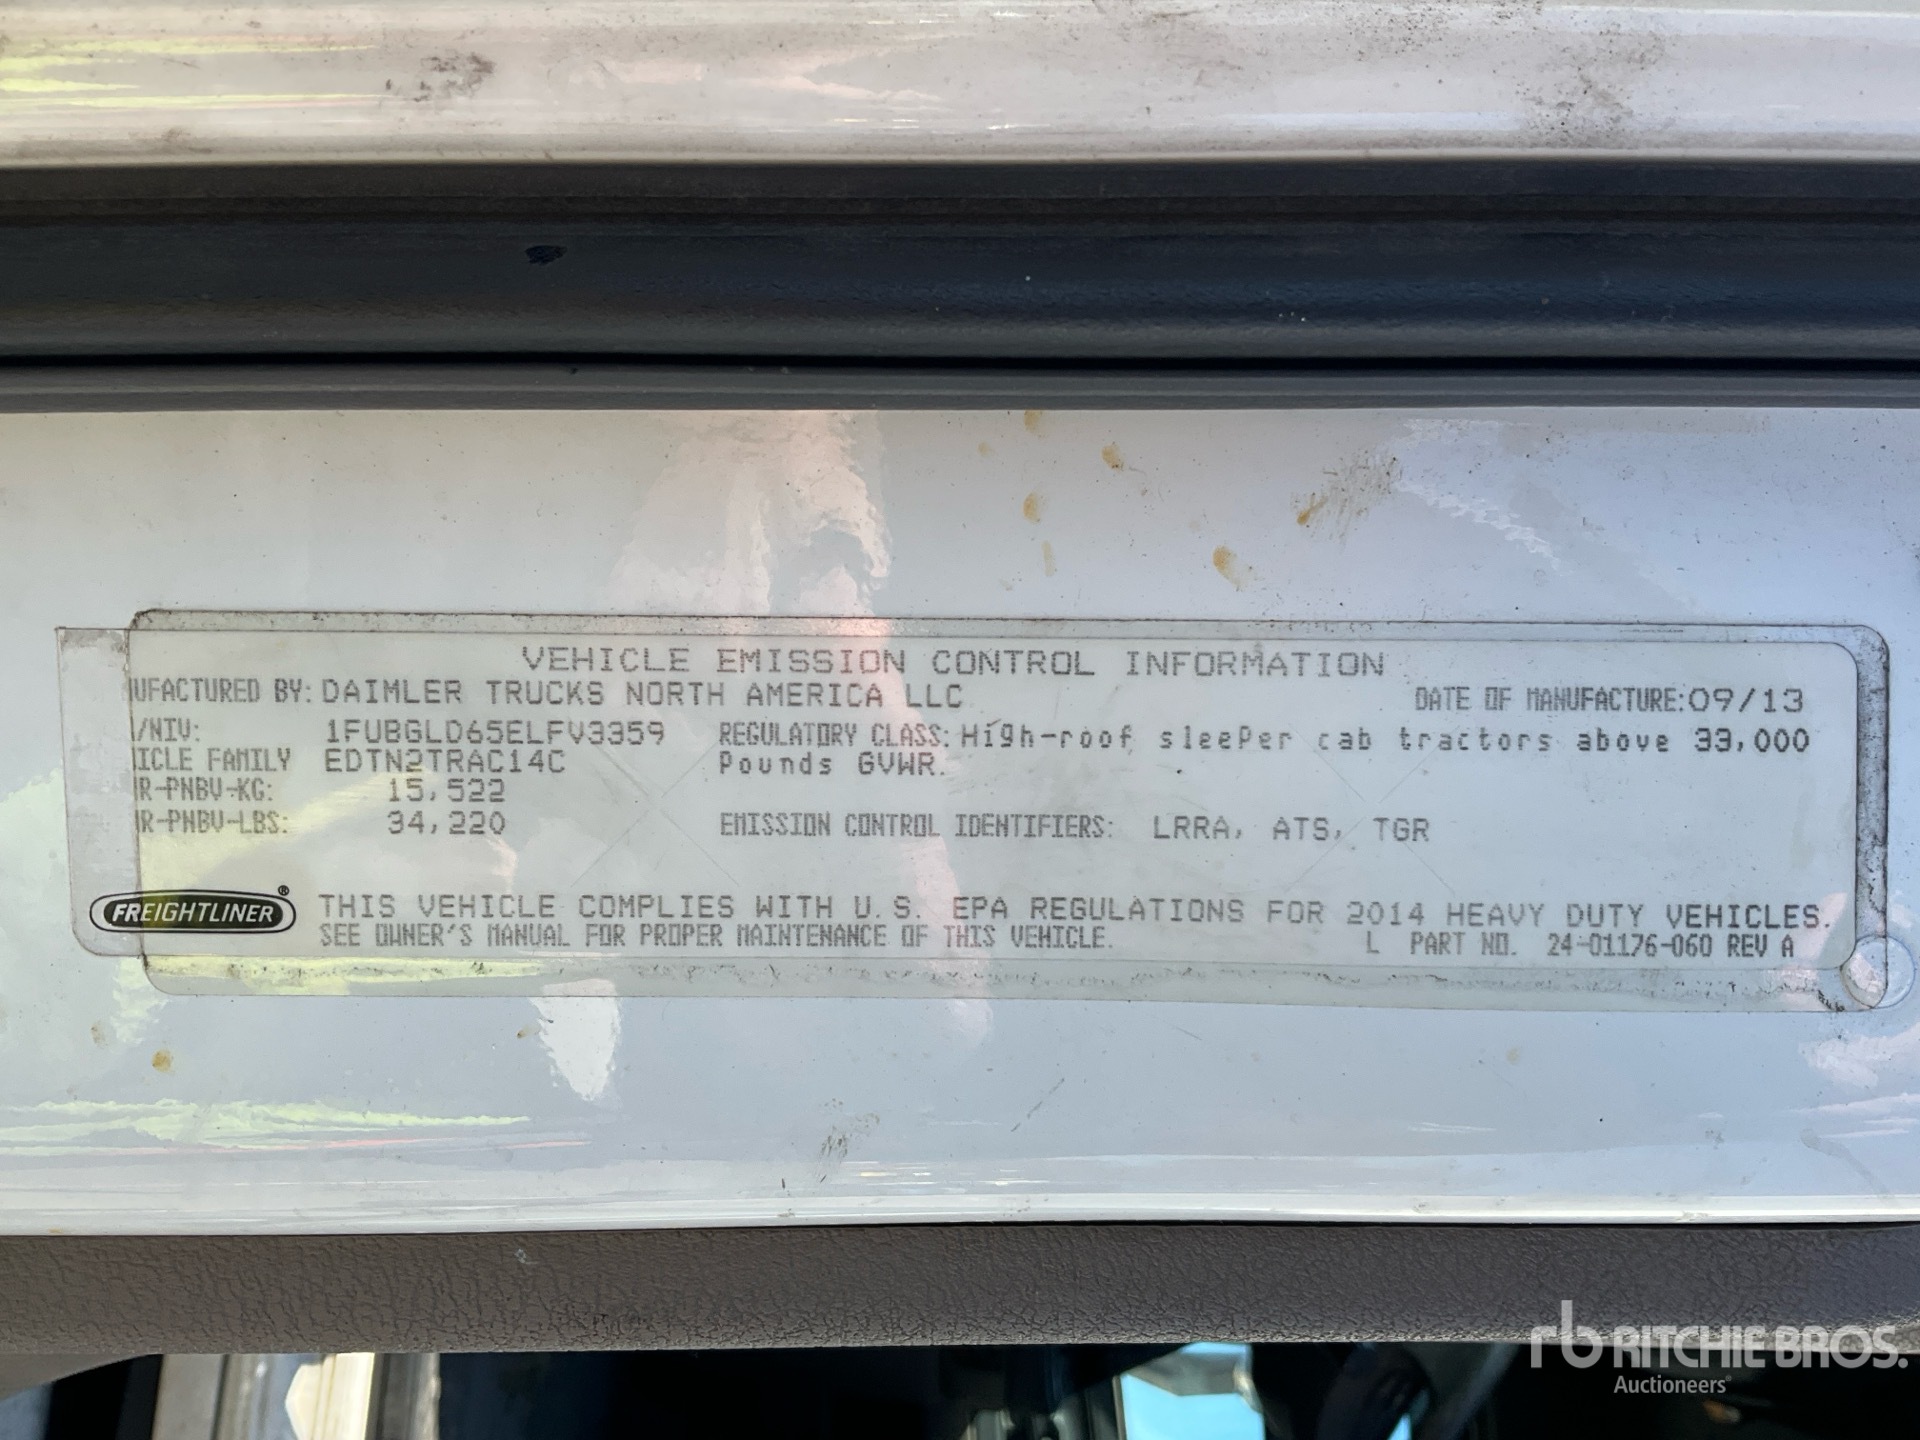 VEHICLE EMISSION CONTROL INFORMATION
UFACTURED BY: DAIMLER TRUCKS NORTH AMERICA LLC DATE OF MANUFACTURE: 09/13
/NIV: 1FUBGLD65ELFV3359 REGULATORY CLASS: High-roof sleeper cab tractors above 33,000
ICLE FAMILY EDTN2TRAC14C Pounds GVWR.
R-PNBV-KG: 15,522
R-PNBV-LBS: 34,220 EMISSION CONTROL IDENTIFIERS: LRRA, ATS, TGR
FREIGHTLINER® THIS VEHICLE COMPLIES WITH U.S. EPA REGULATIONS FOR 2014 HEAVY DUTY VEHICLES.
SEE OWNER'S MANUAL FOR PROPER MAINTENANCE OF THIS VEHICLE. L PART NO. 24-01176-060 REV A
rb RITCHIE BROS.
Auctioneers